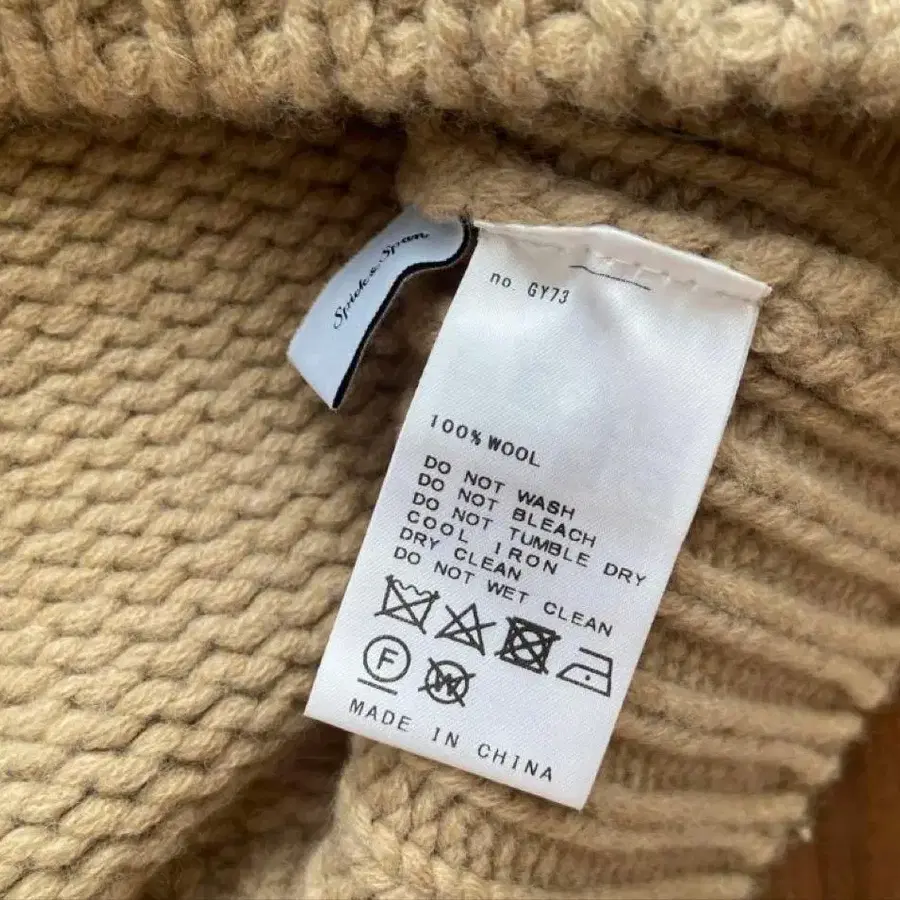 Spick & Span
no. GY73
100% WOOL
DO NOT WASH
DO NOT BLEACH
DO NOT TUMBLE DRY
COOL IRON
DRY CLEAN
DO NOT WET CLEAN
F
W
MADE IN CHINA